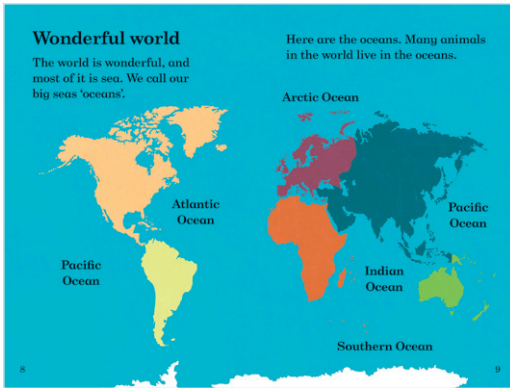 Wonderful world
The world is wonderful, and
most of it is sea. We call our
big seas ‘oceans’.
Here are the oceans. Many animals
in the world live in the oceans.
Arctic Ocean
Atlantic
Ocean
Pacific
Ocean
Pacific
Ocean
Indian
Ocean
Southern Ocean
8
9